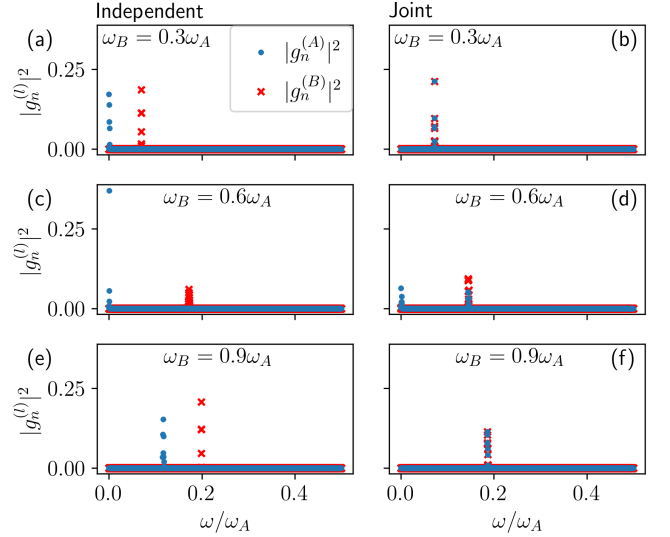 Independent
Joint
(a) ω_B = 0.3ω_A
|g_n^(A)|^2
|g_n^(B)|^2
ω_B = 0.3ω_A (b)
|g_n^(l)|^2
0.25
0.00
(c) ω_B = 0.6ω_A
ω_B = 0.6ω_A (d)
|g_n^(l)|^2
0.25
0.00
(e) ω_B = 0.9ω_A
ω_B = 0.9ω_A (f)
|g_n^(l)|^2
0.25
0.00
0.0 0.2 0.4
0.0 0.2 0.4
ω/ω_A
ω/ω_A